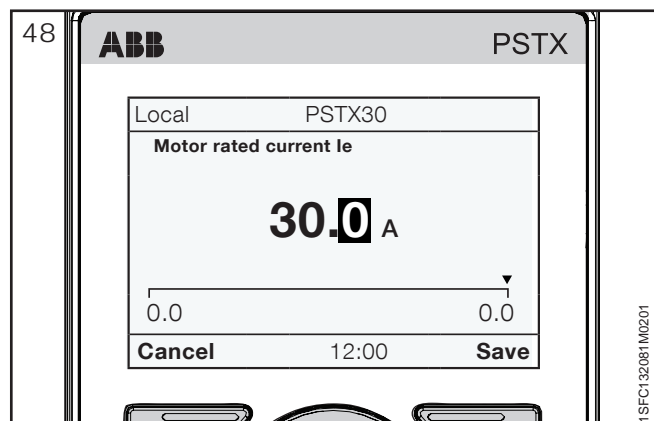 48
ABB PSTX
Local PSTX30
Motor rated current Ie
30.0 A
0.0 0.0
Cancel 12:00 Save
1SFC132081M0201